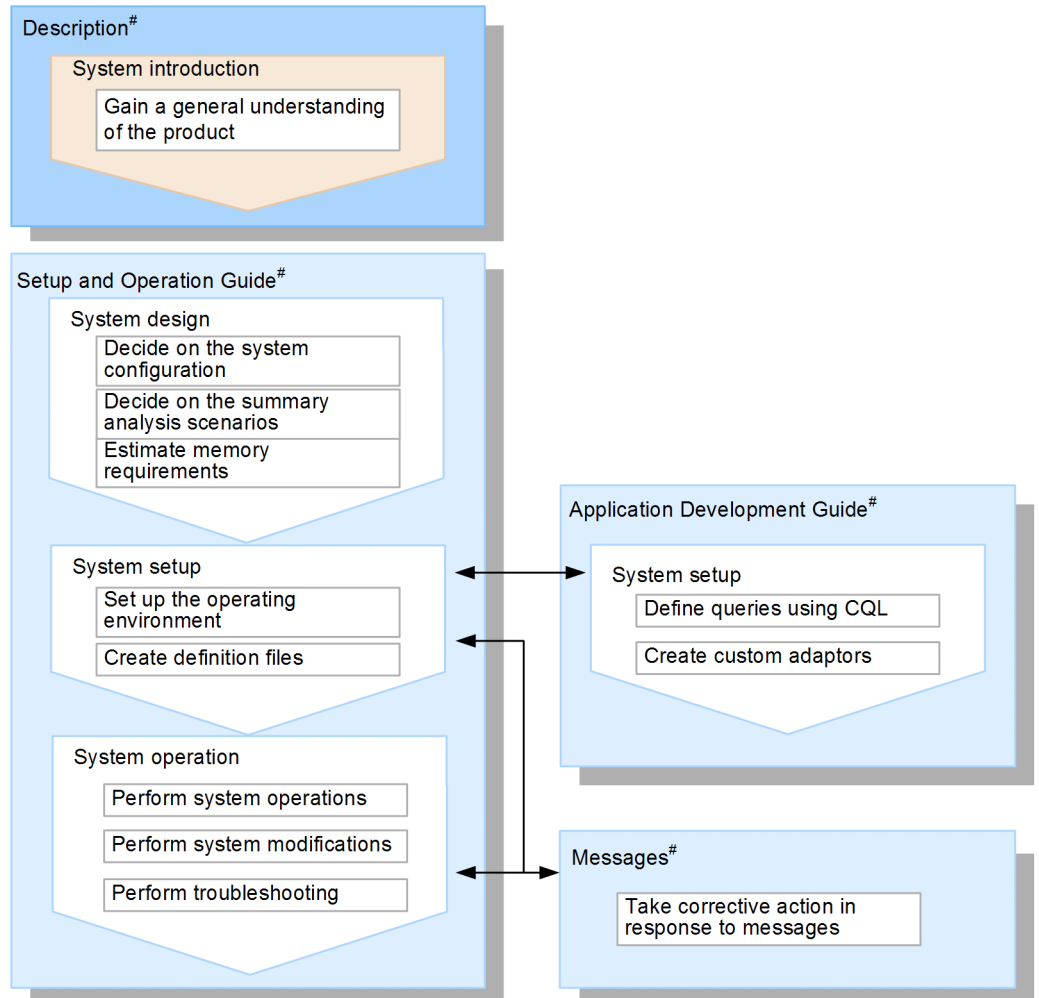 Description#
System introduction
Gain a general understanding
of the product
Setup and Operation Guide#
System design
Decide on the system
configuration
Decide on the summary
analysis scenarios
Estimate memory
requirements
System setup
Set up the operating
environment
Create definition files
System operation
Perform system operations
Perform system modifications
Perform troubleshooting
Application Development Guide#
System setup
Define queries using CQL
Create custom adaptors
Messages#
Take corrective action in
response to messages